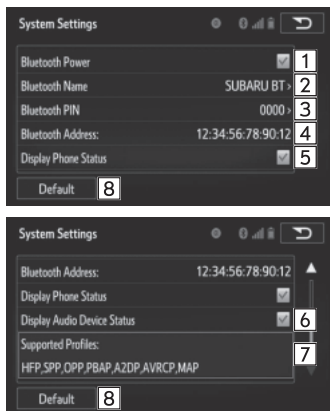 System Settings
Bluetooth Power 1
Bluetooth Name SUBARU BT › 2
Bluetooth PIN 0000 › 3
Bluetooth Address: 12:34:56:78:90:12 4
Display Phone Status 5
Default 8
System Settings
Bluetooth Address: 12:34:56:78:90:12
Display Phone Status
Display Audio Device Status 6
Supported Profiles: 7
HFP,SPP,OPP,PBAP,A2DP,AVRCP,MAP
Default 8